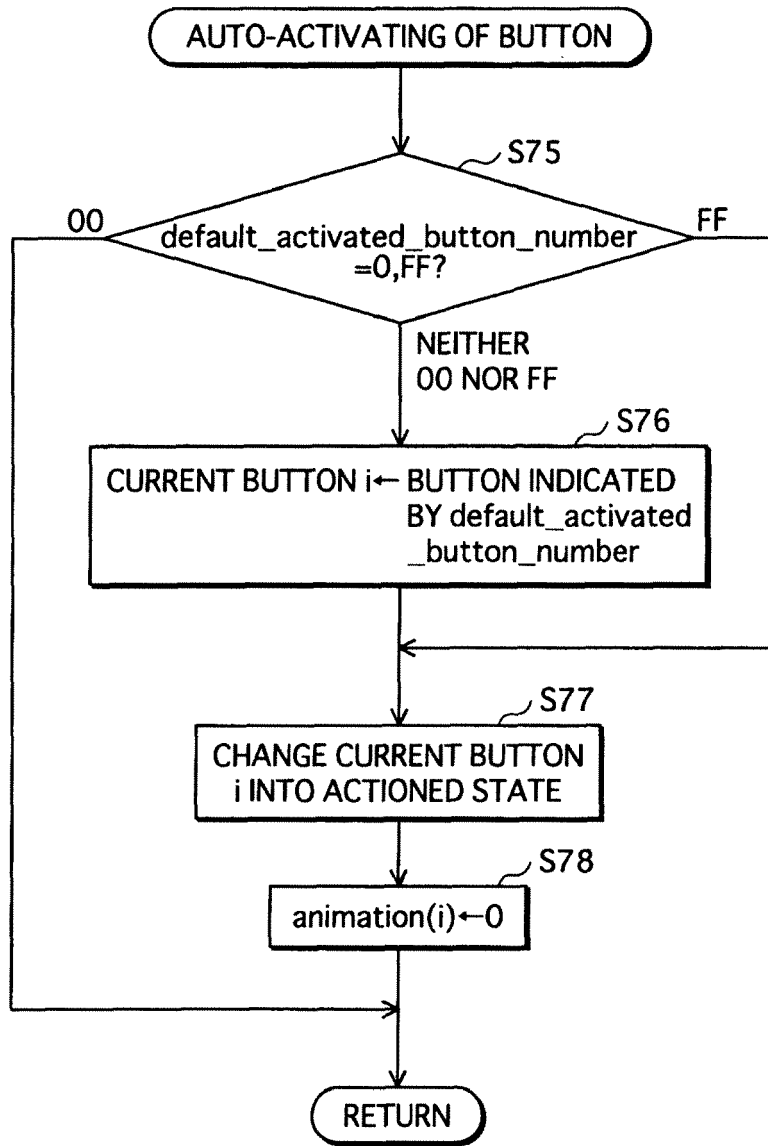 AUTO-ACTIVATING OF BUTTON
S75
00
FF
default_activated_button_number
=0,FF?
NEITHER
00 NOR FF
S76
CURRENT BUTTON i← BUTTON INDICATED
BY default_activated
_button_number
S77
CHANGE CURRENT BUTTON
i INTO ACTIONED STATE
S78
animation(i)←0
RETURN